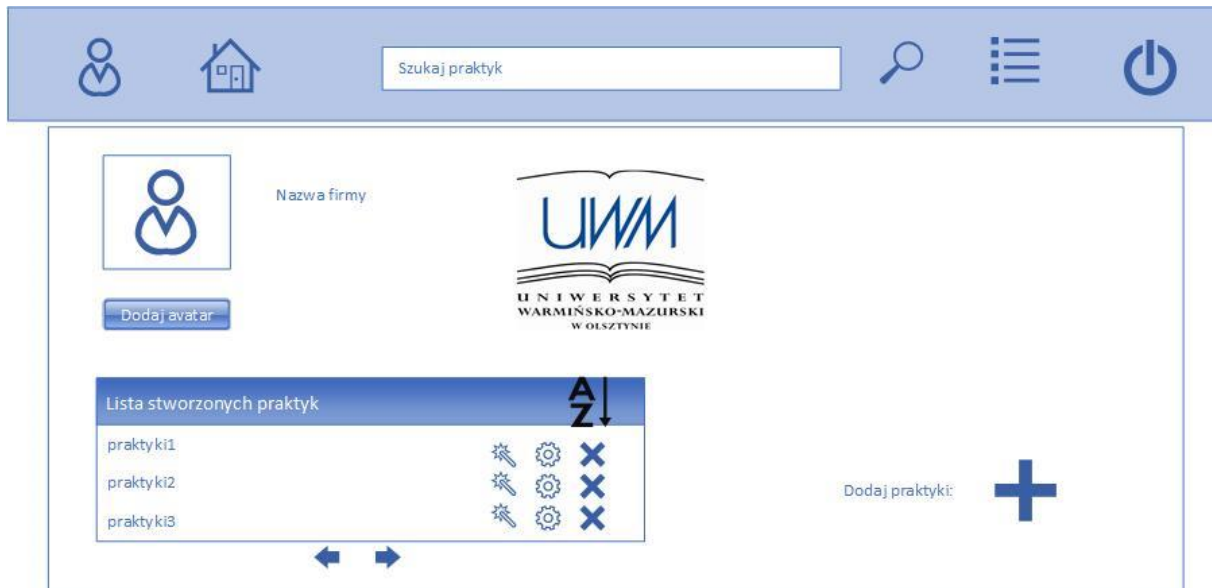 Szukaj praktyk
Nazwa firmy
UWM
UNIWERSYTET
WARMIŃSKO-MAZURSKI
W OLSZTYNIE
Dodaj avatar
Lista stworzonych praktyk
A
Z
praktyki1
praktyki2
praktyki3
Dodaj praktyki: